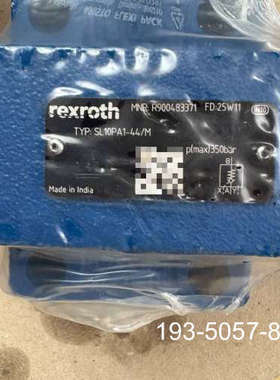 rexroth MNR: R900483371 FD:25W11
TYP: SL10PA1-44/M
p(max)350bar
Made in India
193-5057-8